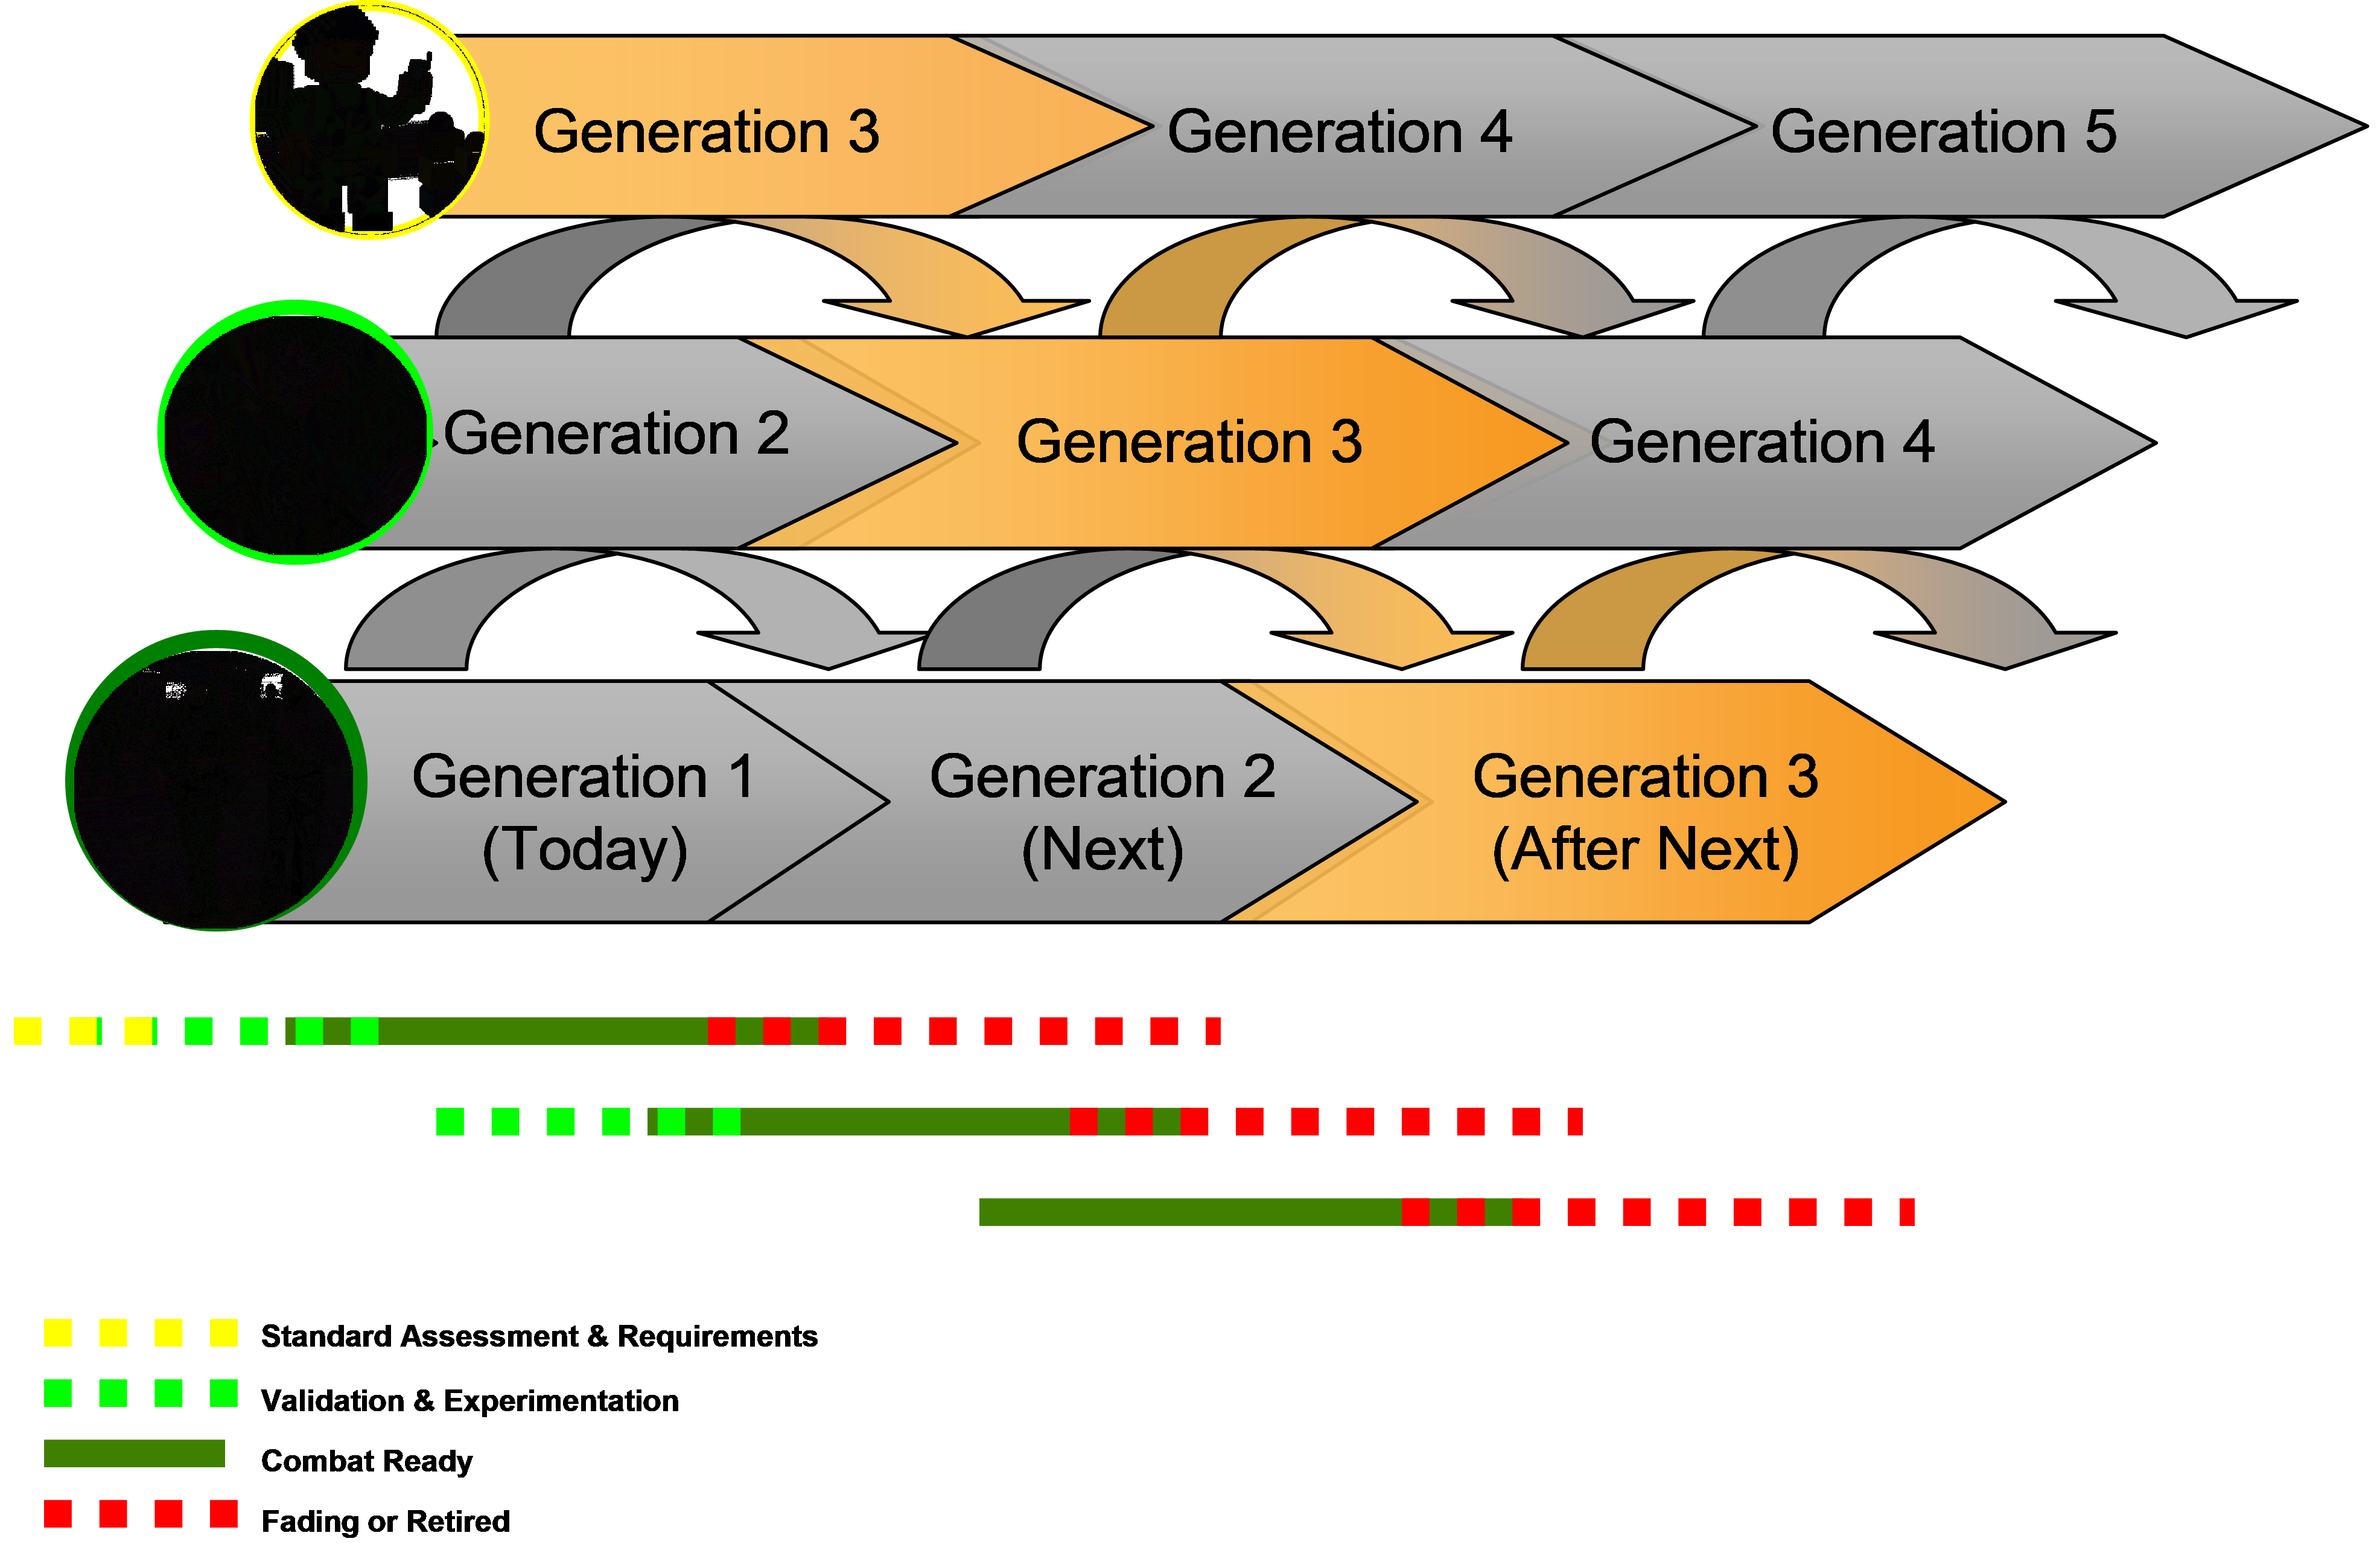 Generation 3
Generation 4
Generation 5
Generation 2
Generation 3
Generation 4
Generation 1
(Today)
Generation 2
(Next)
Generation 3
(After Next)
Standard Assessment & Requirements
Validation & Experimentation
Combat Ready
Fading or Retired